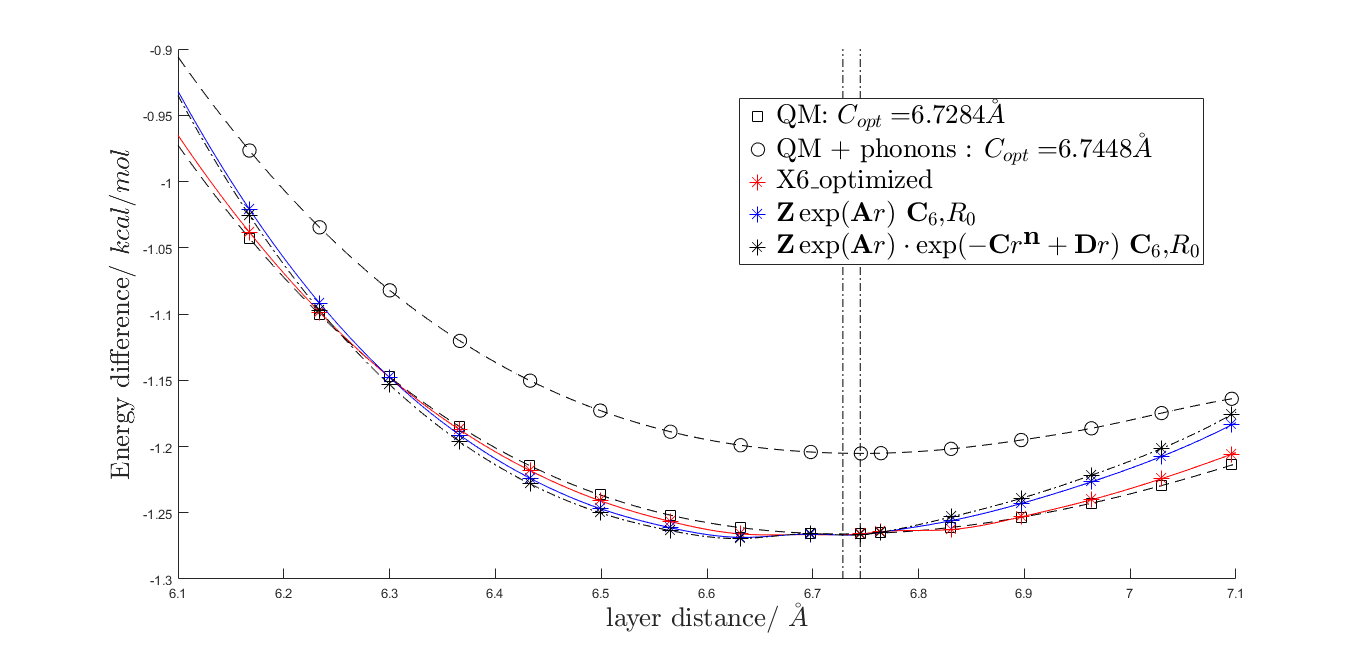 -0.9
-0.95
-1
-1.05
-1.1
-1.15
-1.2
-1.25
-1.3
Energy difference/ kcal/mol
QM: C_opt =6.7284Å
QM + phonons : C_opt =6.7448Å
X6_optimized
Z exp(Ar) C₆,R₀
Z exp(Ar) · exp(−Crⁿ + Dr) C₆,R₀
6.1 6.2 6.3 6.4 6.5 6.6 6.7 6.8 6.9 7 7.1
layer distance/ Å